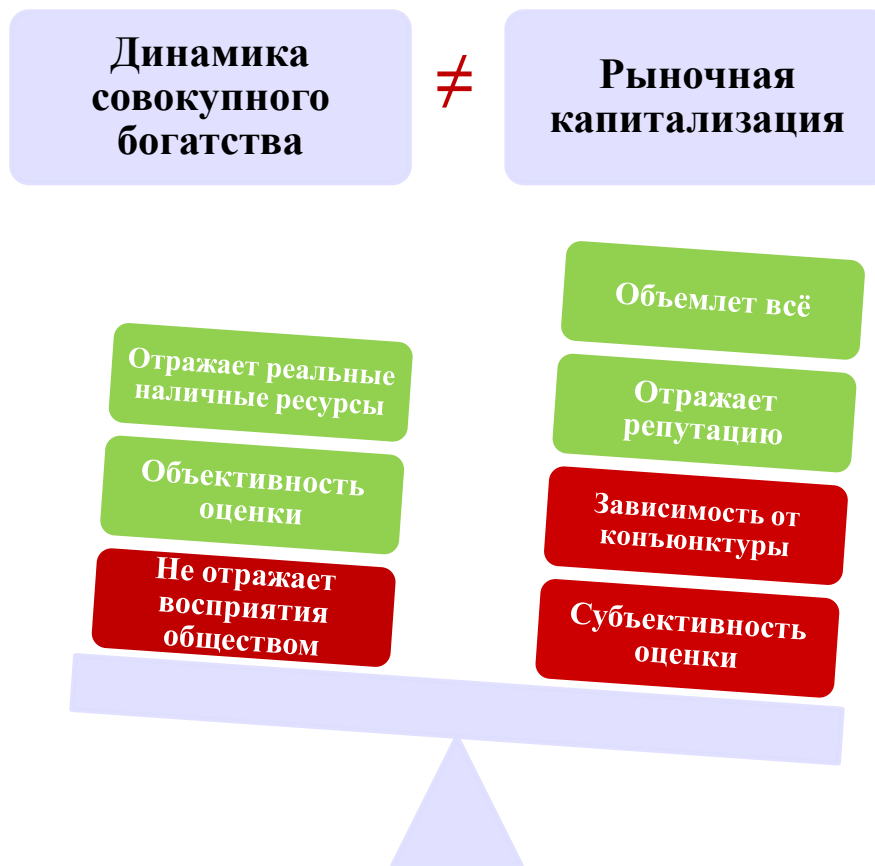 Динамика
совокупного
богатства
≠
Рыночная
капитализация
Отражает реальные
наличные ресурсы
Объективность
оценки
Не отражает
восприятия
обществом
Объемлет всё
Отражает
репутацию
Зависимость от
конъюнктуры
Субъективность
оценки